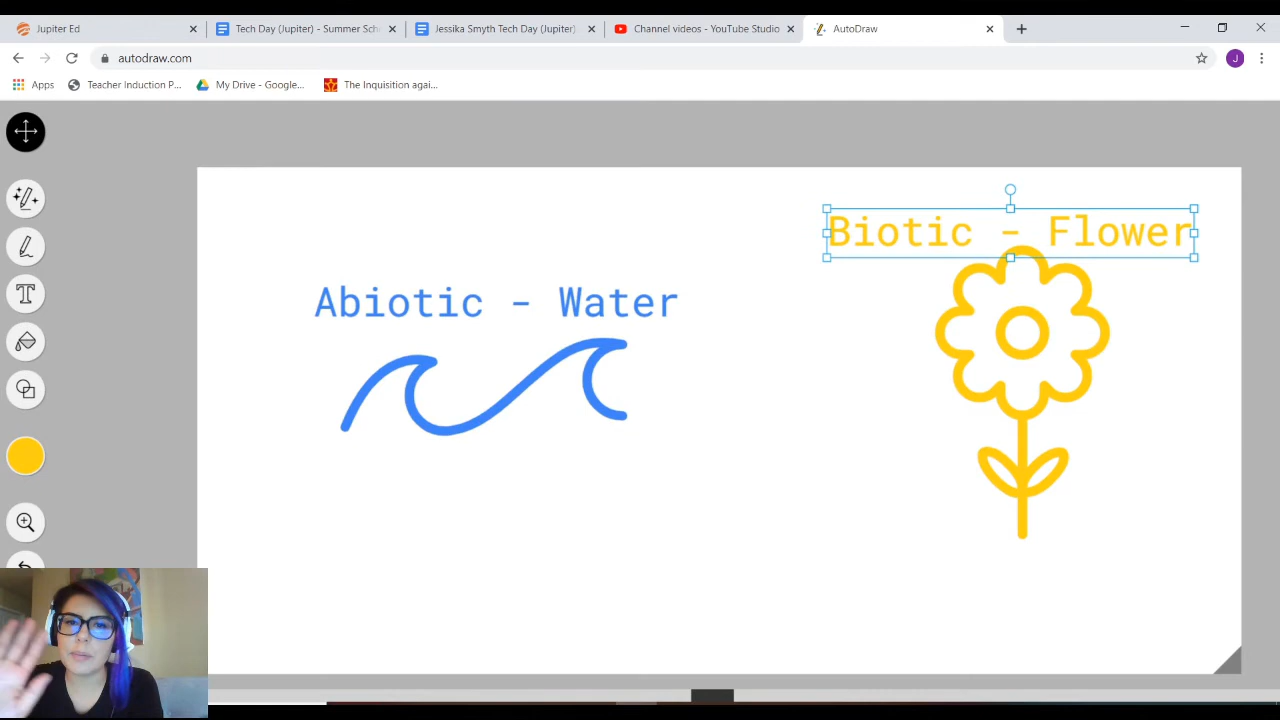 Jupiter Ed
Tech Day (Jupiter) - Summer Sch
Jessika Smyth Tech Day (Jupiter)
Channel videos - YouTube Studio
AutoDraw
autodraw.com
J
Apps
Teacher Induction P...
My Drive - Google...
The Inquisition agai...
T
Biotic - Flower
Abiotic - Water